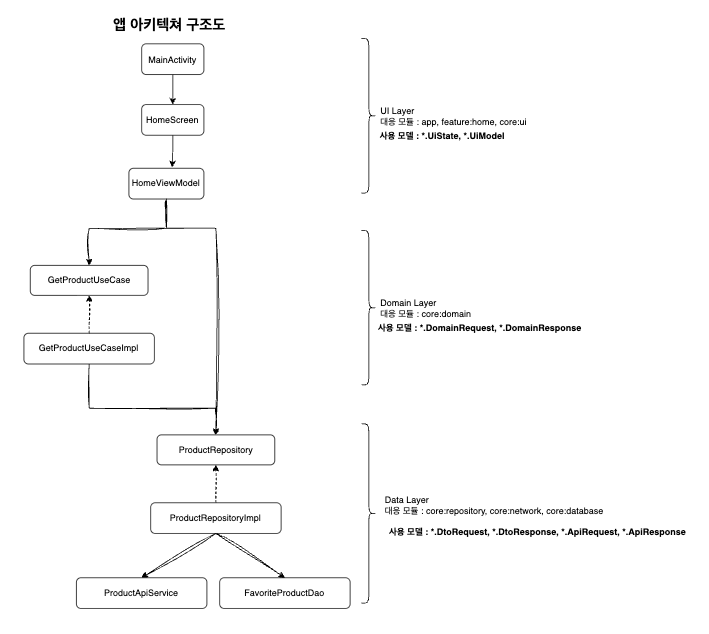 앱 아키텍쳐 구조도
MainActivity
HomeScreen
HomeViewModel
UI Layer
대응 모듈 : app, feature:home, core:ui
사용 모델 : *.UiState, *.UiModel
GetProductUseCase
GetProductUseCaseImpl
Domain Layer
대응 모듈 : core:domain
사용 모델 : *.DomainRequest, *.DomainResponse
ProductRepository
ProductRepositoryImpl
ProductApiService
FavoriteProductDao
Data Layer
대응 모듈 : core:repository, core:network, core:database
사용 모델 : *.DtoRequest, *.DtoResponse, *.ApiRequest, *.ApiResponse